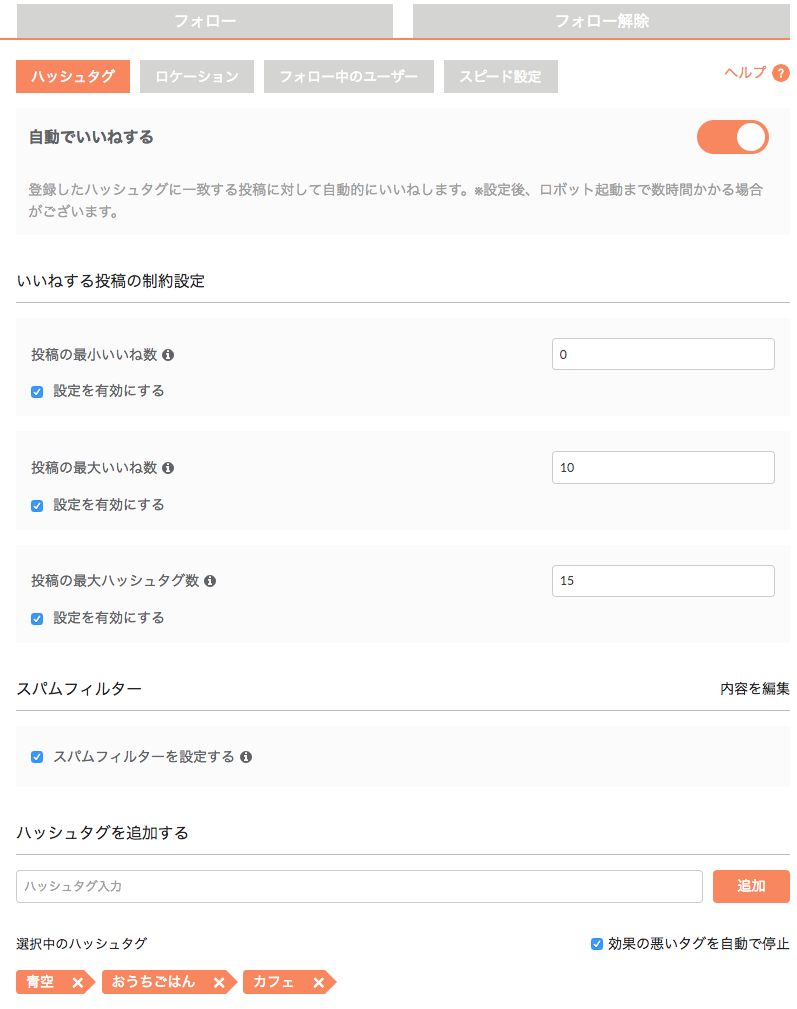 フォロー
フォロー解除
ハッシュタグ
ロケーション
フォロー中のユーザー
スピード設定
ヘルプ ?
自動でいいねする
登録したハッシュタグに一致する投稿に対して自動的にいいねします。※設定後、ロボット起動まで数時間かかる場合
がございます。
いいねする投稿の制約設定
投稿の最小いいね数
0
設定を有効にする
投稿の最大いいね数
10
設定を有効にする
投稿の最大ハッシュタグ数
15
設定を有効にする
スパムフィルター
内容を編集
スパムフィルターを設定する
ハッシュタグを追加する
ハッシュタグ入力
追加
選択中のハッシュタグ
効果の悪いタグを自動で停止
青空
おうちごはん
カフェ